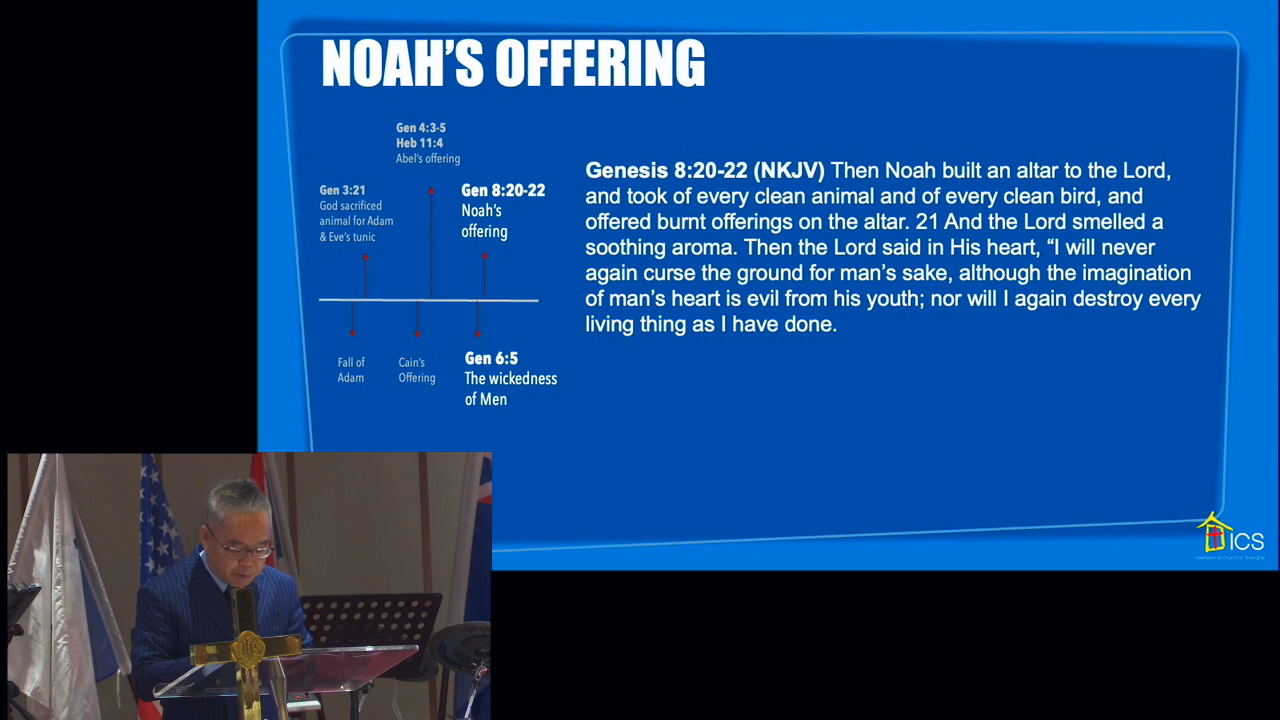 NOAH'S OFFERING
Gen 4:3-5
Heb 11:4
Abel's offering
Gen 3:21
God sacrificed
animal for Adam
& Eve's tunic
Gen 8:20-22
Noah's
offering
Fall of
Adam
Cain's
Offering
Gen 6:5
The wickedness
of Men
Genesis 8:20-22 (NKJV) Then Noah built an altar to the Lord,
and took of every clean animal and of every clean bird, and
offered burnt offerings on the altar. 21 And the Lord smelled a
soothing aroma. Then the Lord said in His heart, “I will never
again curse the ground for man's sake, although the imagination
of man's heart is evil from his youth; nor will I again destroy every
living thing as I have done.
ICS
International Church of Shanghai